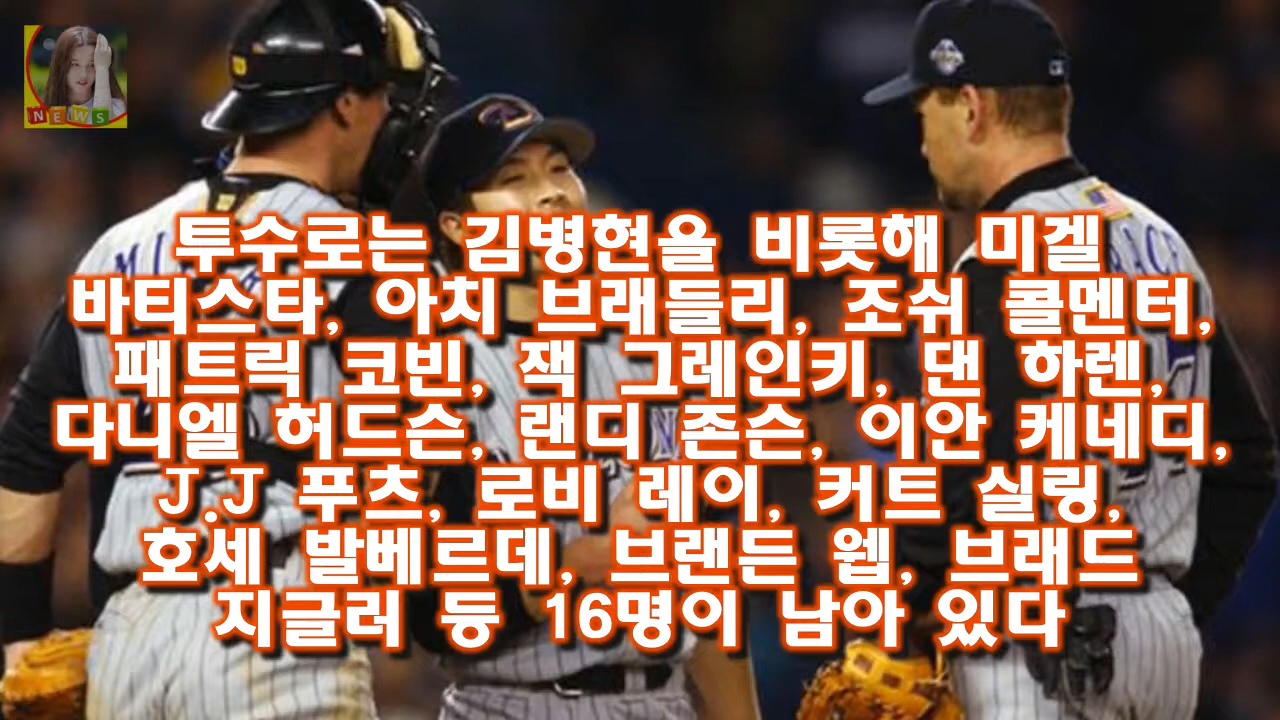 NEWS
투수로는 김병현을 비롯해 미겔
바티스타, 아치 브래들리, 조쉬 콜멘터,
패트릭 코빈, 잭 그레인키, 댄 하렌,
다니엘 허드슨, 랜디 존슨, 이안 케네디,
J.J 푸츠, 로비 레이, 커트 실링,
호세 발베르데, 브랜든 웹, 브래드
지글러 등 16명이 남아 있다